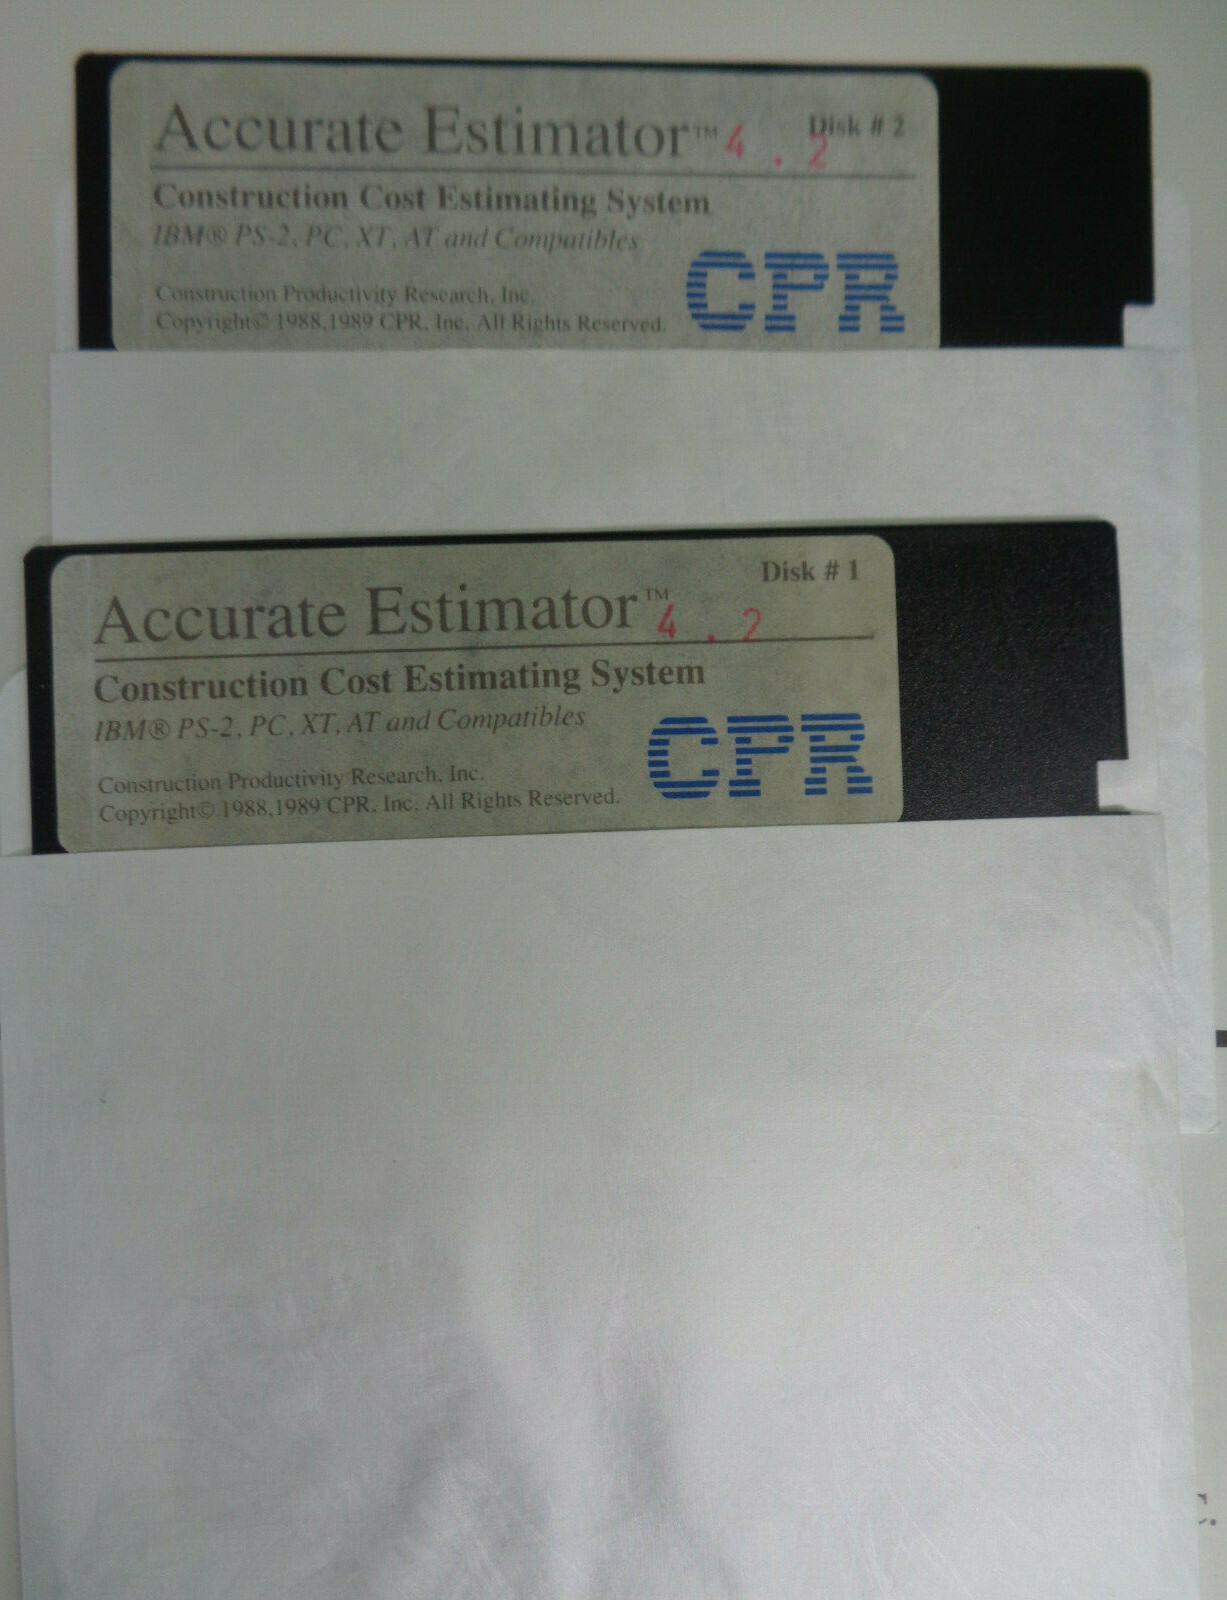 Accurate Estimator™ 4.2 Disk # 2
Construction Cost Estimating System
IBM® PS-2, PC, XT, AT and Compatibles
CPR
Construction Productivity Research, Inc.
Copyright© 1988,1989 CPR, Inc. All Rights Reserved.
Disk # 1
Accurate Estimator™ 4.2
Construction Cost Estimating System
IBM® PS-2, PC, XT, AT and Compatibles
CPR
Construction Productivity Research, Inc.
Copyright© 1988,1989 CPR, Inc. All Rights Reserved.